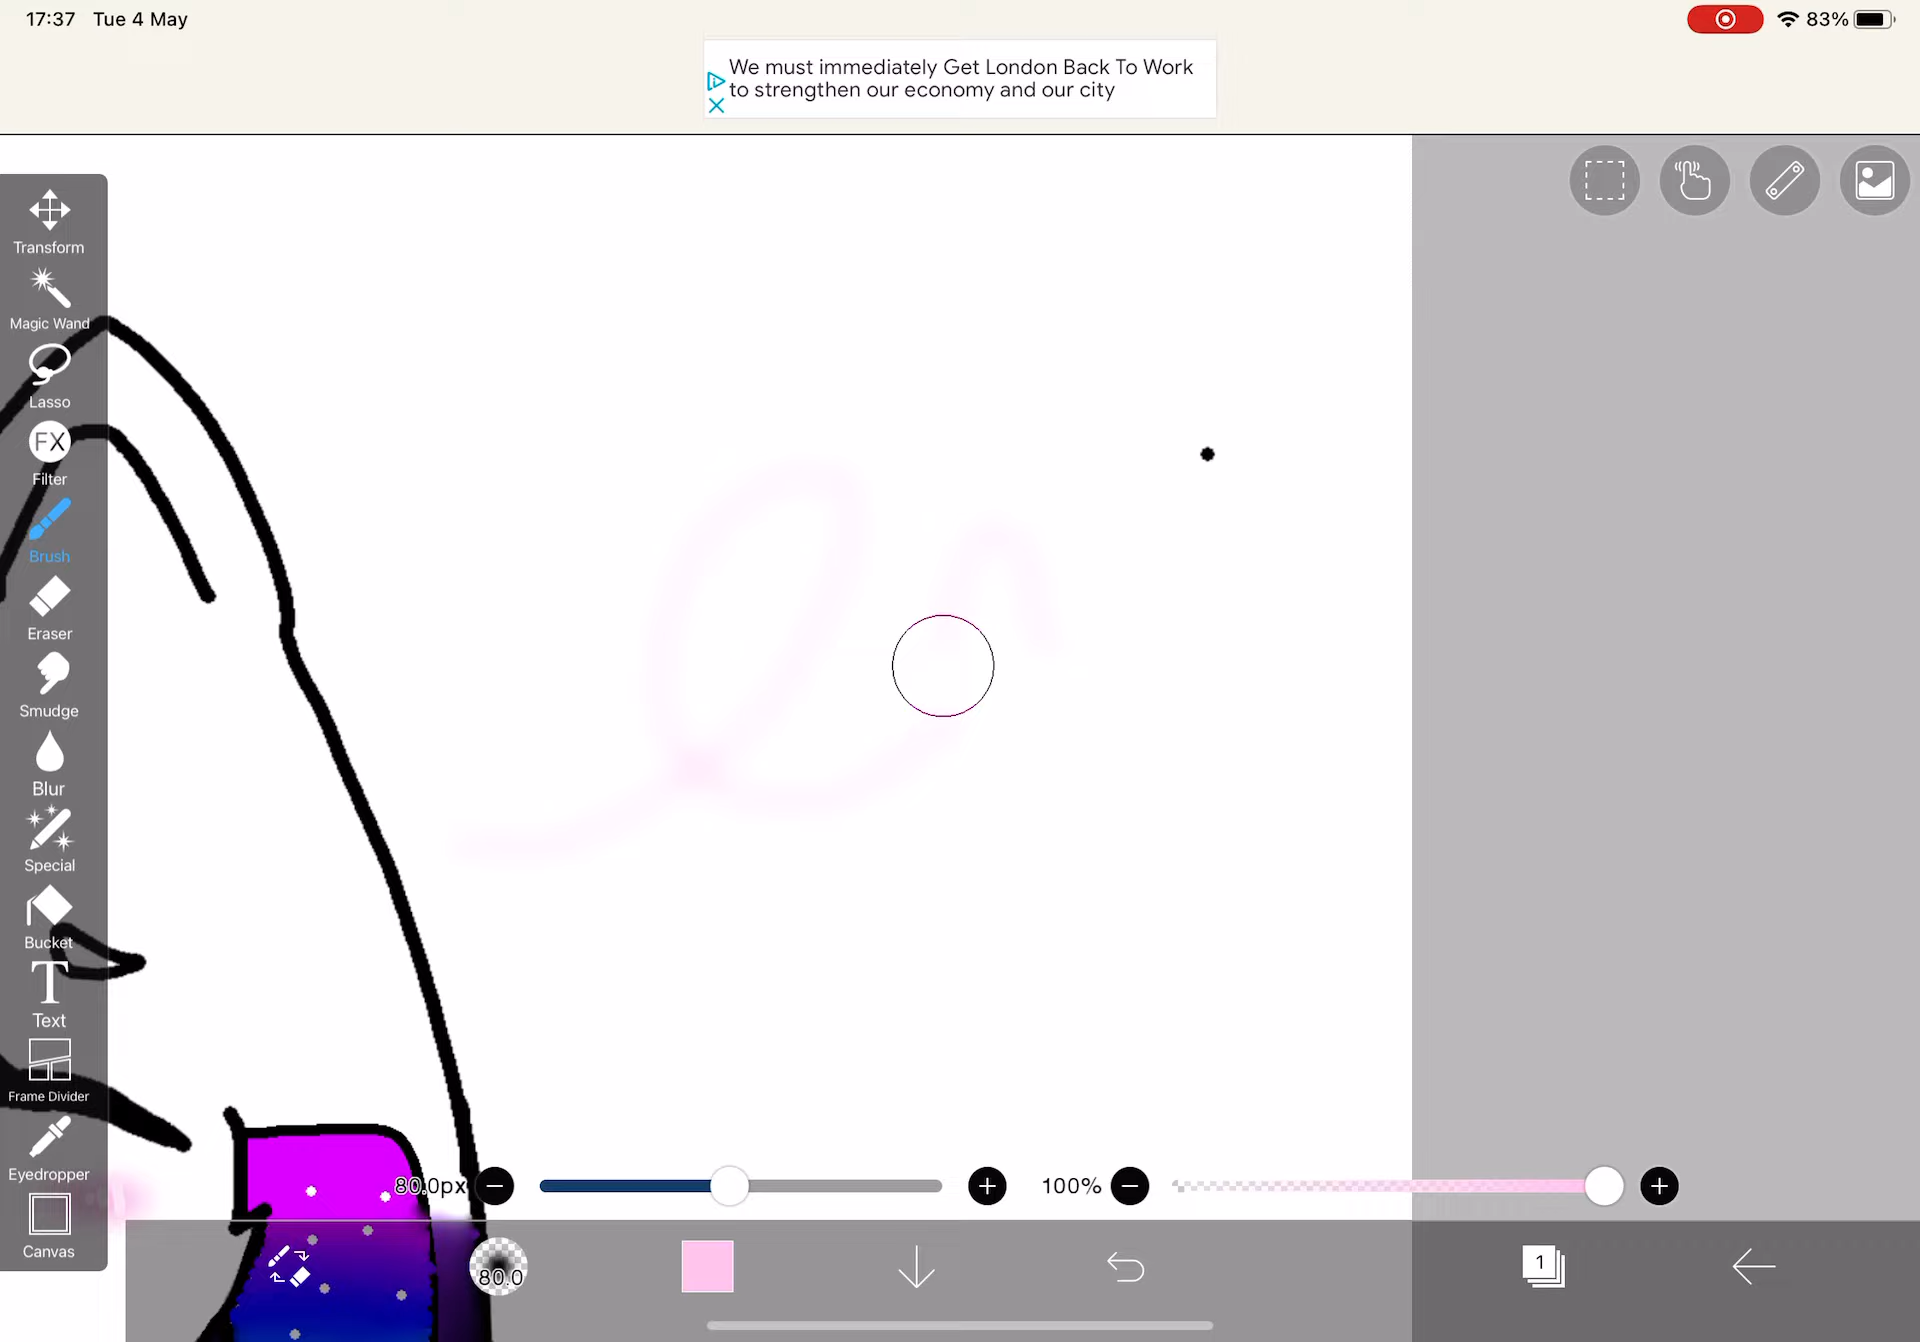 17:37 Tue 4 May
83%
We must immediately Get London Back To Work
to strengthen our economy and our city
Transform
Magic Wand
Lasso
FX
Filter
Brush
Eraser
Smudge
Blur
Special
Bucket
T
Text
Frame Divider
Eyedropper
Canvas
80.0px
100%
80.0
1